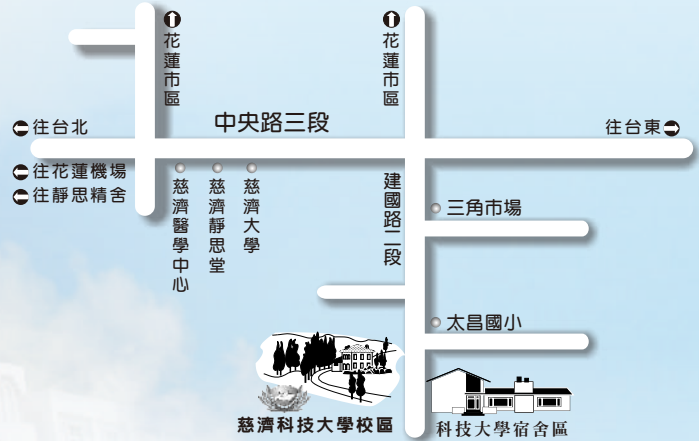 花蓮市區
花蓮市區
往台北
中央路三段
往台東
往花蓮機場
往靜思精舍
慈濟醫學中心
慈濟靜思堂
慈濟大學
建國路二段
三角市場
太昌國小
慈濟科技大學校區
科技大學宿舍區